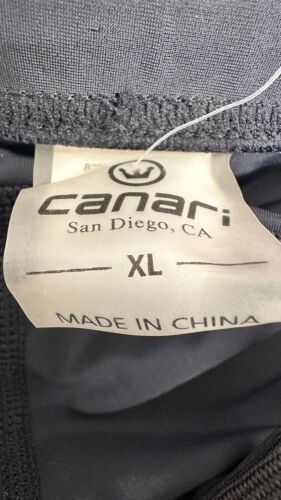 canari
San Diego, CA
XL
MADE IN CHINA